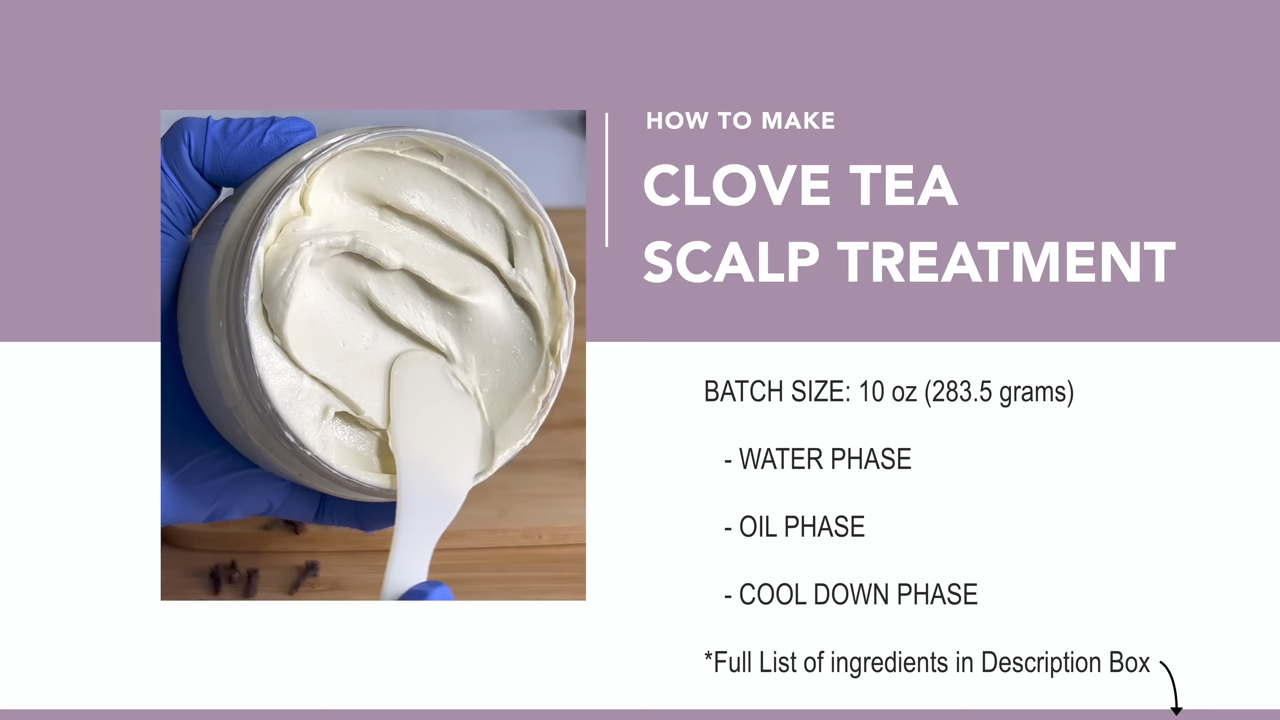 HOW TO MAKE
CLOVE TEA
SCALP TREATMENT
BATCH SIZE: 10 oz (283.5 grams)
- WATER PHASE
- OIL PHASE
- COOL DOWN PHASE
*Full List of ingredients in Description Box